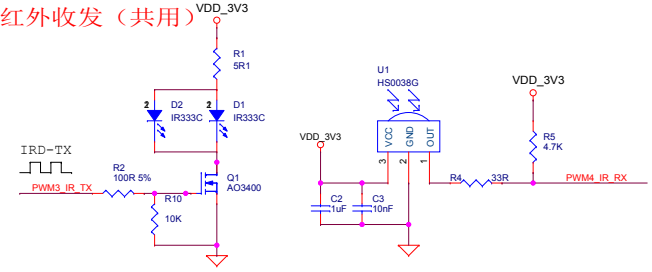 红外收发（共用）
VDD_3V3
R1
5R1
2
D2
IR333C
2
D1
IR333C
IRD-TX
PWM3_IR_TX
R2
100R 5%
R10
10K
Q1
AO3400
U1
HS0038G
VCC
GND
OUT
3
2
1
VDD_3V3
C2
1uF
C3
10nF
R4
33R
VDD_3V3
R5
4.7K
PWM4_IR_RX